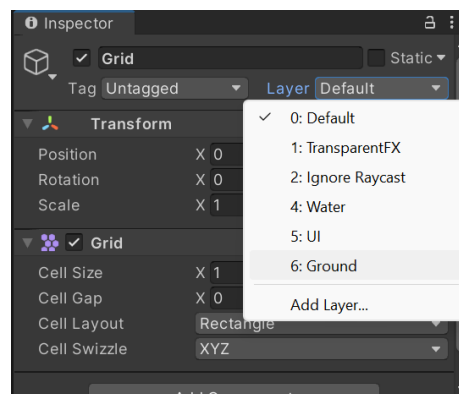 Inspector
Grid Static
Tag Untagged Layer Default
Transform
0: Default
1: TransparentFX
2: Ignore Raycast
4: Water
5: UI
6: Ground
Add Layer...
Position X 0
Rotation X 0
Scale X 1
Grid
Cell Size X 1
Cell Gap X 0
Cell Layout Rectangle
Cell Swizzle XYZ